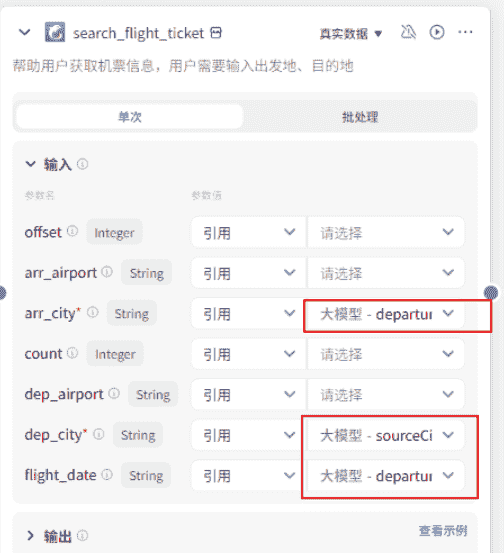 search_flight_ticket 真实数据
帮助用户获取机票信息，用户需要输入出发地、目的地
单次 批处理
输入
参数名 参数值
offset Integer 引用 请选择
arr_airport String 引用 请选择
arr_city* String 引用 大模型 - departur
count Integer 引用 请选择
dep_airport String 引用 请选择
dep_city* String 引用 大模型 - sourceCi
flight_date String 引用 大模型 - departur
输出 查看示例